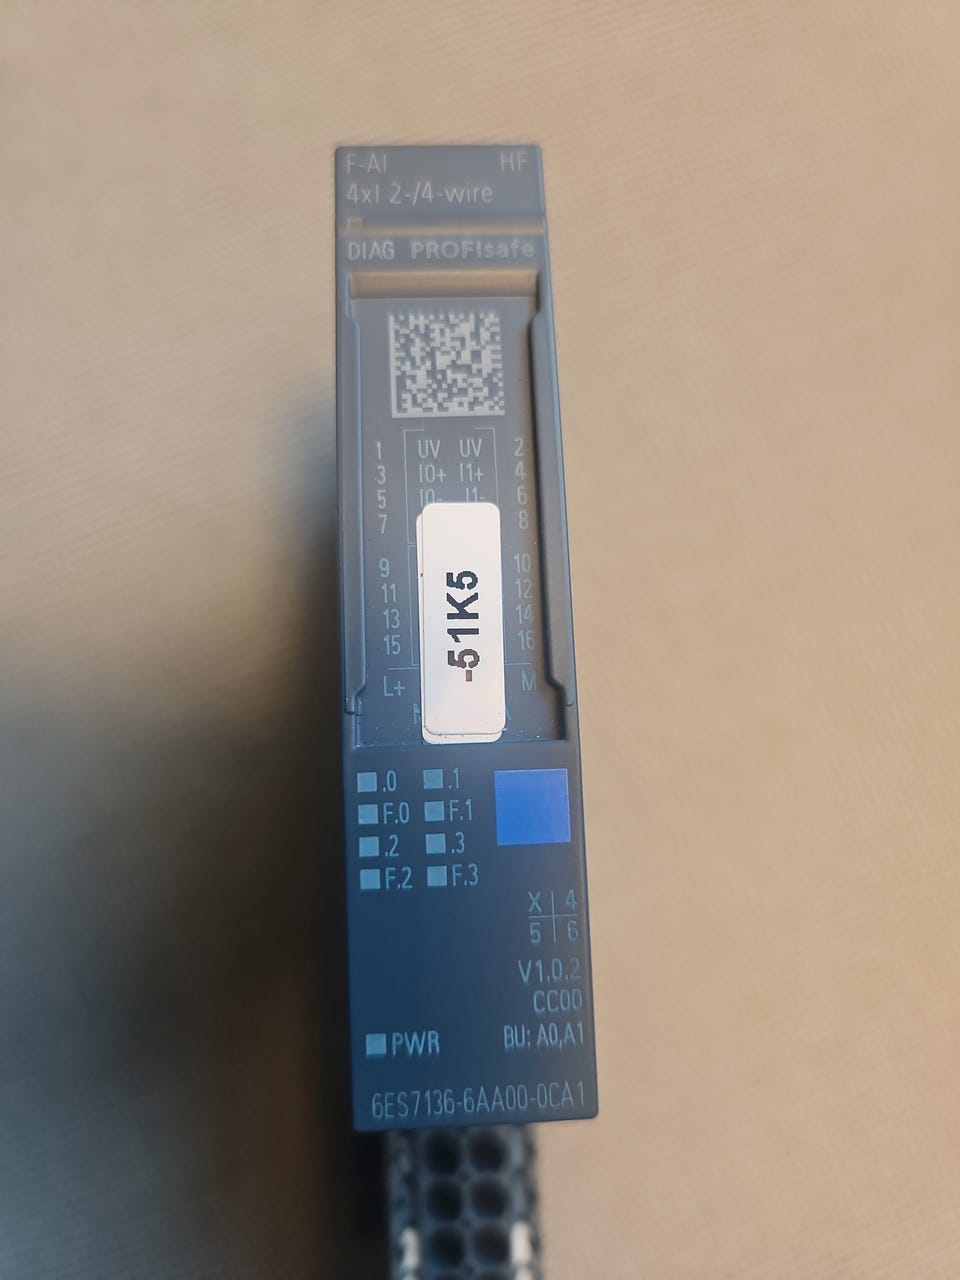 F-AI HF
4xI 2-/4-wire
DIAG PROFIsafe
1 UV UV 2
3 I0+ I1+ 4
5 I0- I1- 6
7 8
9 10
11 12
13 14
15 16
L+ M
-51K5
.0 .1
F.0 F.1
.2 .3
F.2 F.3
X 4
5 6
V1.0.2
CC00
PWR BU: A0,A1
6ES7136-6AA00-0CA1